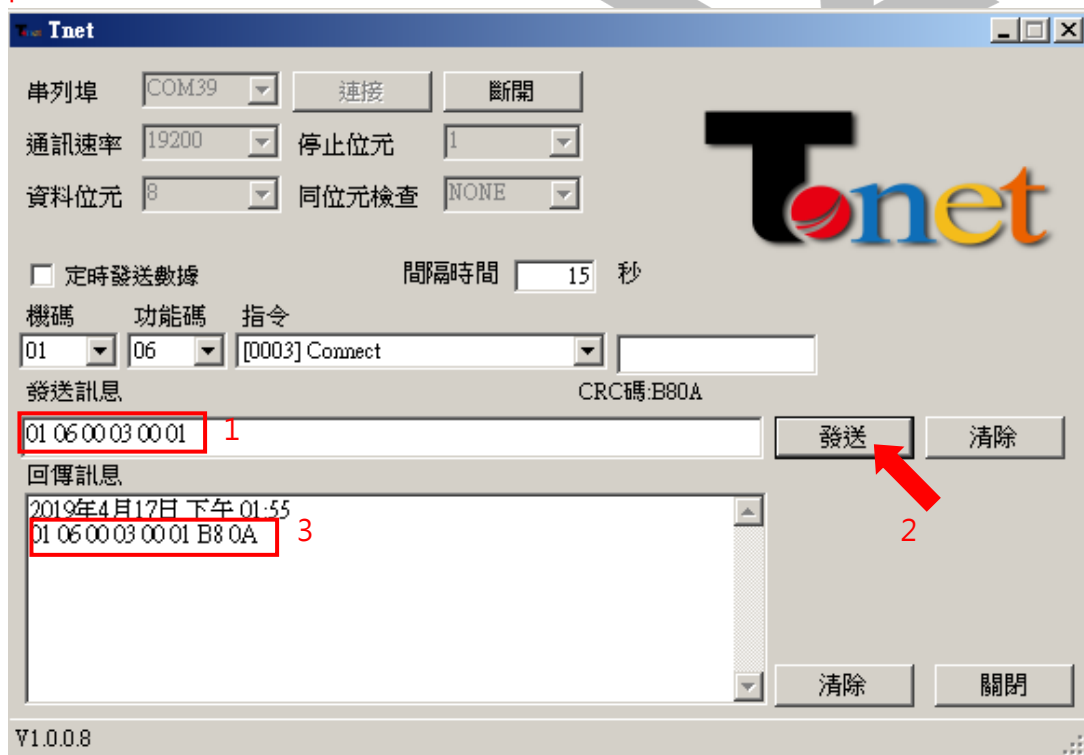 Tnet
串列埠 COM39 連接 斷開
通訊速率 19200 停止位元 1
資料位元 8 同位元檢查 NONE
Tonet
定時發送數據 間隔時間 15 秒
機碼 功能碼 指令
01 06 [0003] Connect
發送訊息 CRC碼:B80A
01 06 00 03 00 01 1 發送 清除
回傳訊息
2019年4月17日 下午 01:55
01 06 00 03 00 01 B8 0A 3 2
清除 關閉
V1.0.0.8